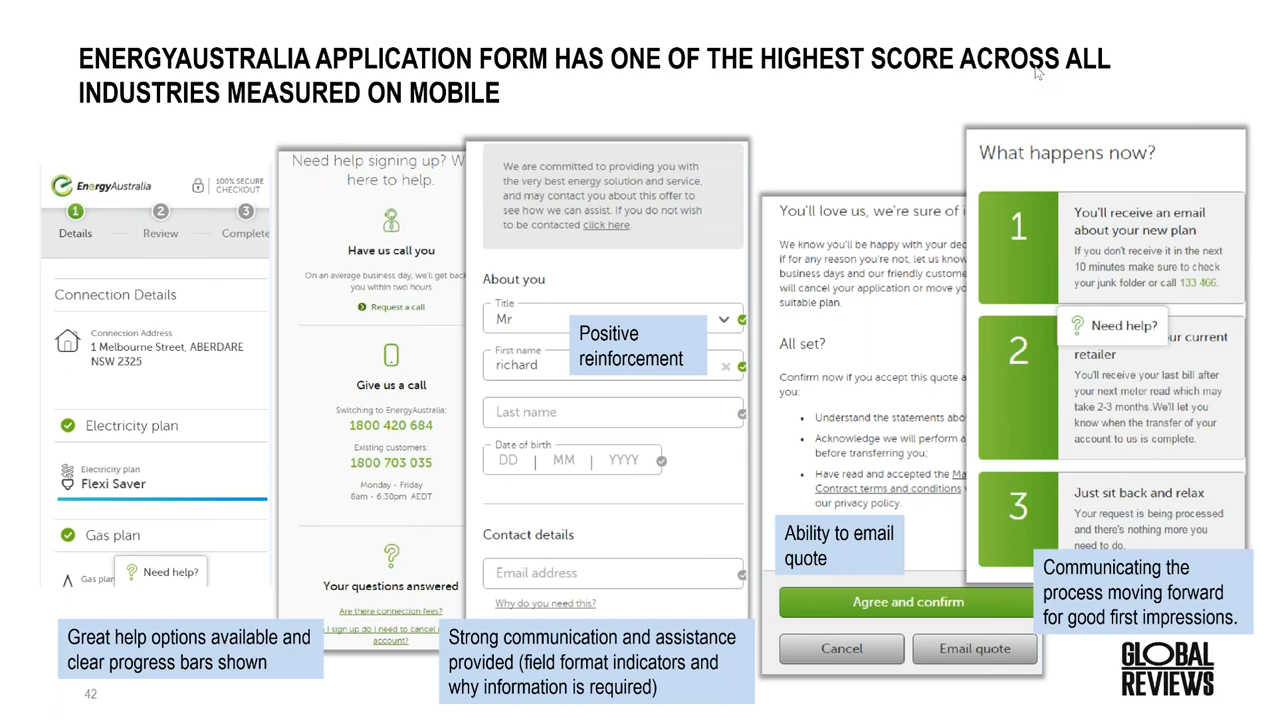 ENERGYAUSTRALIA APPLICATION FORM HAS ONE OF THE HIGHEST SCORE ACROSS ALL
INDUSTRIES MEASURED ON MOBILE
EnergyAustralia
100% SECURE
CHECKOUT
1
2
3
Details
Review
Complete
Connection Details
Connection Address
1 Melbourne Street, ABERDARE
NSW 2325
Electricity plan
Electricity plan
Flexi Saver
Gas plan
Gas plan
Need help?
Great help options available and
clear progress bars shown
Need help signing up? W
here to help.
Have us call you
On an average business day, we'll get back
you within two hours
Request a call
Give us a call
Switching to EnergyAustralia:
1800 420 684
Existing customers:
1800 703 035
Monday - Friday
8am - 6:30pm AEDT
Your questions answered
Are there connection fees?
I sign up do I need to cancel
account?
We are committed to providing you with
the very best energy solution and service,
and may contact you about this offer to
see how we can assist. If you do not wish
to be contacted click here.
About you
Title
Mr
First name
richard
Positive
reinforcement
Last name
Date of birth
DD | MM | YYYY
Contact details
Email address
Why do you need this?
Strong communication and assistance
provided (field format indicators and
why information is required)
You'll love us, we're sure of i
We know you'll be happy with your dec
if for any reason you're not, let us know
business days and our friendly custome
will cancel your application or move yo
suitable plan.
All set?
Confirm now if you accept this quote a
you:
• Understand the statements abo
• Acknowledge we will perform a
before transferring you;
• Have read and accepted the Ma
Contract terms and conditions
our privacy policy.
Ability to email
quote
Agree and confirm
Cancel
Email quote
What happens now?
1
You'll receive an email
about your new plan
If you don't receive it in the next
10 minutes make sure to check
your junk folder or call 133 466.
Need help?
2
ur current
retailer
You'll receive your last bill after
your next meter read which may
take 2-3 months. We'll let you
know when the transfer of your
account to us is complete.
3
Just sit back and relax
Your request is being processed
and there's nothing more you
need to do.
Communicating the
process moving forward
for good first impressions.
42
GLOBAL
REVIEWS